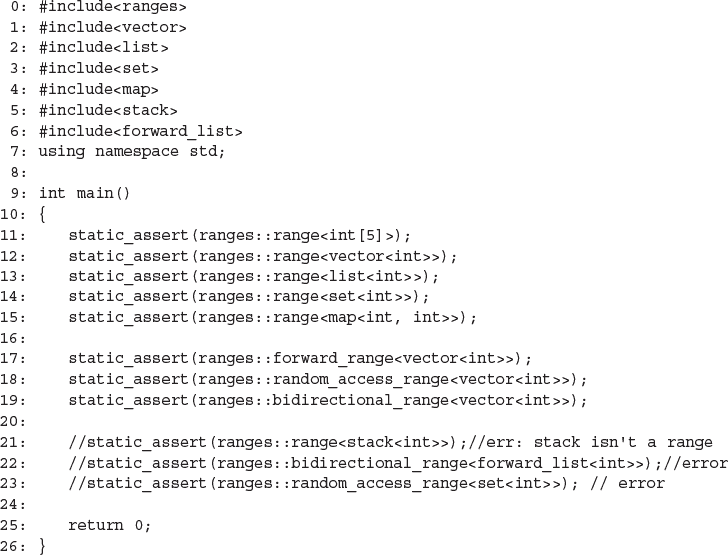 0: #include<ranges>
1: #include<vector>
2: #include<list>
3: #include<set>
4: #include<map>
5: #include<stack>
6: #include<forward_list>
7: using namespace std;
8:
9: int main()
10: {
11:    static_assert(ranges::range<int[5]>);
12:    static_assert(ranges::range<vector<int>>);
13:    static_assert(ranges::range<list<int>>);
14:    static_assert(ranges::range<set<int>>);
15:    static_assert(ranges::range<map<int, int>>);
16:
17:    static_assert(ranges::forward_range<vector<int>>);
18:    static_assert(ranges::random_access_range<vector<int>>);
19:    static_assert(ranges::bidirectional_range<vector<int>>);
20:
21:    //static_assert(ranges::range<stack<int>>);//err: stack isn't a range
22:    //static_assert(ranges::bidirectional_range<forward_list<int>>);//error
23:    //static_assert(ranges::random_access_range<set<int>>); // error
24:
25:    return 0;
26: }